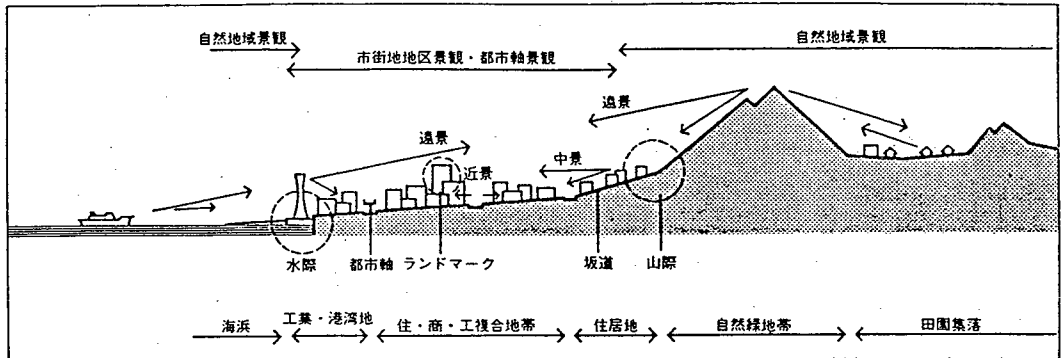 自然地域景観
自然地域景観
市街地地区景観・都市軸景観
遠景
遠景
中景
近景
水際
都市軸
ランドマーク
坂道
山際
海浜
工業・港湾地
住・商・工複合地帯
住居地
自然緑地帯
田園集落